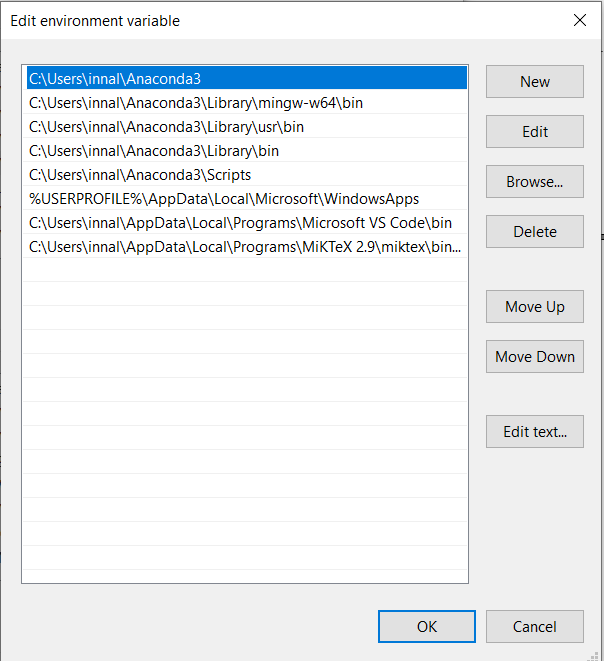 Edit environment variable
C:\Users\innal\Anaconda3
C:\Users\innal\Anaconda3\Library\mingw-w64\bin
C:\Users\innal\Anaconda3\Library\usr\bin
C:\Users\innal\Anaconda3\Library\bin
C:\Users\innal\Anaconda3\Scripts
%USERPROFILE%\AppData\Local\Microsoft\WindowsApps
C:\Users\innal\AppData\Local\Programs\Microsoft VS Code\bin
C:\Users\innal\AppData\Local\Programs\MiKTeX 2.9\miktex\bin...
New
Edit
Browse...
Delete
Move Up
Move Down
Edit text...
OK
Cancel